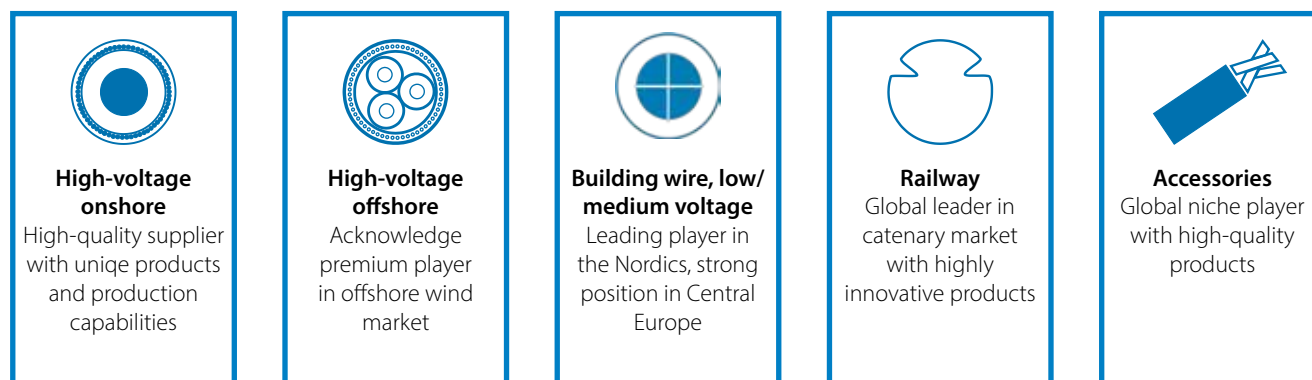 High-voltage
onshore
High-quality supplier
with uniqe products
and production
capabilities
High-voltage
offshore
Acknowledge
premium player
in offshore wind
market
Building wire, low/
medium voltage
Leading player in
the Nordics, strong
position in Central
Europe
Railway
Global leader in
catenary market
with highly
innovative products
Accessories
Global niche player
with high-quality
products